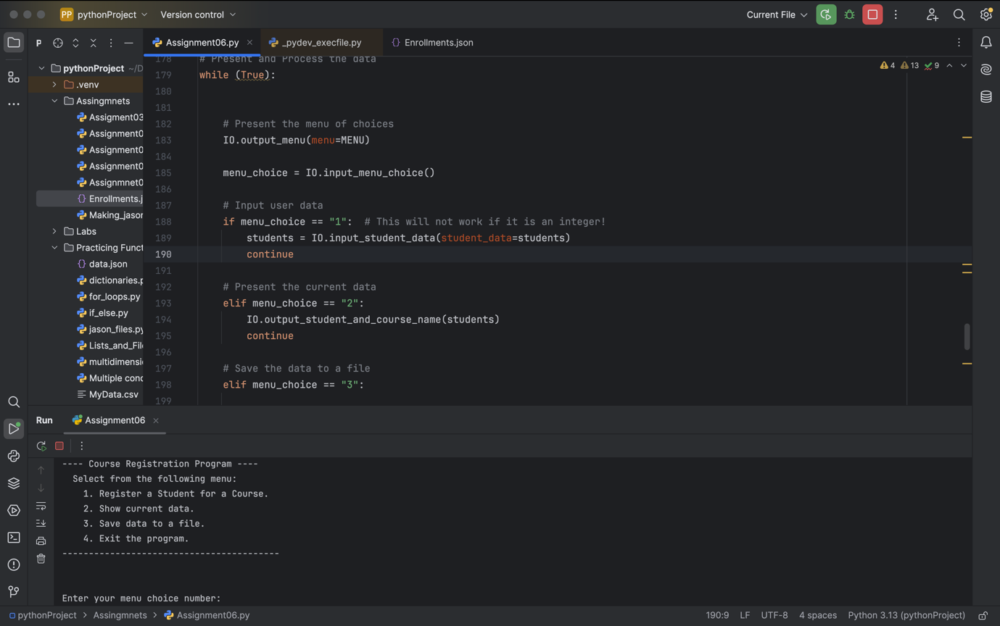 PP pythonProject Version control Current File
P Assignment06.py _pydev_execfile.py {} Enrollments.json
pythonProject ~/D
.venv
Assingmnets
Assigment03
Assignment0
Assignment0
Assignment0
Assignmnet0
{} Enrollments.j
Making_jason
Labs
Practicing Funct
{} data.json
dictionaries.p
for_loops.py
if_else.py
jason_files.py
Lists_and_File
multidimensio
Multiple cond
MyData.csv
4 13 9
178 # Present and Process the data
179 while (True):
180
181
182 # Present the menu of choices
183 IO.output_menu(menu=MENU)
184
185 menu_choice = IO.input_menu_choice()
186
187 # Input user data
188 if menu_choice == "1":  # This will not work if it is an integer!
189 students = IO.input_student_data(student_data=students)
190 continue
191
192 # Present the current data
193 elif menu_choice == "2":
194 IO.output_student_and_course_name(students)
195 continue
196
197 # Save the data to a file
198 elif menu_choice == "3":
199
Run Assignment06
---- Course Registration Program ----
Select from the following menu:
1. Register a Student for a Course.
2. Show current data.
3. Save data to a file.
4. Exit the program.
-----------------------------------------
Enter your menu choice number:
pythonProject > Assingmnets > Assignment06.py 190:9 LF UTF-8 4 spaces Python 3.13 (pythonProject)